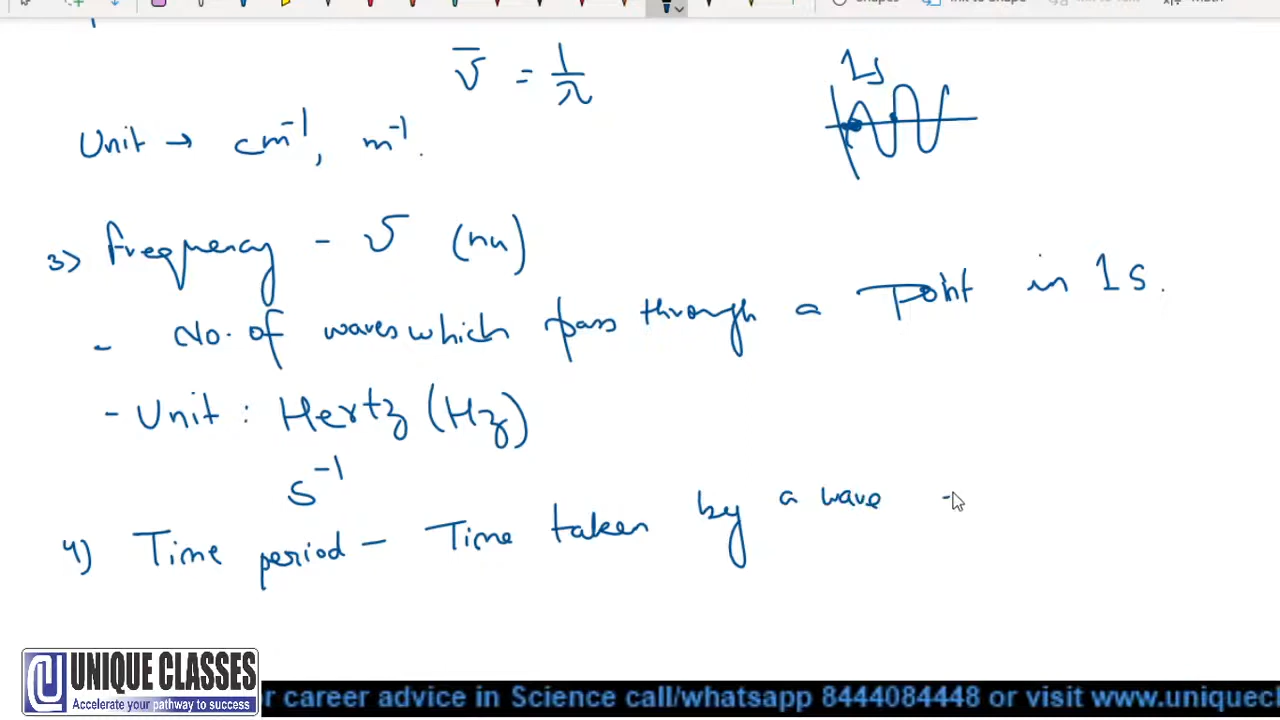 ν̅ = 1/λ
1s
Unit → cm⁻¹, m⁻¹.
3) Frequency - ν (nu)
- No. of waves which pass through a point in 1s.
- Unit : Hertz (Hz)
s⁻¹
4) Time period - Time taken by a wave
UNIQUE CLASSES
Accelerate your pathway to success
r career advice in Science call/whatsapp 8444084448 or visit www.uniquecl